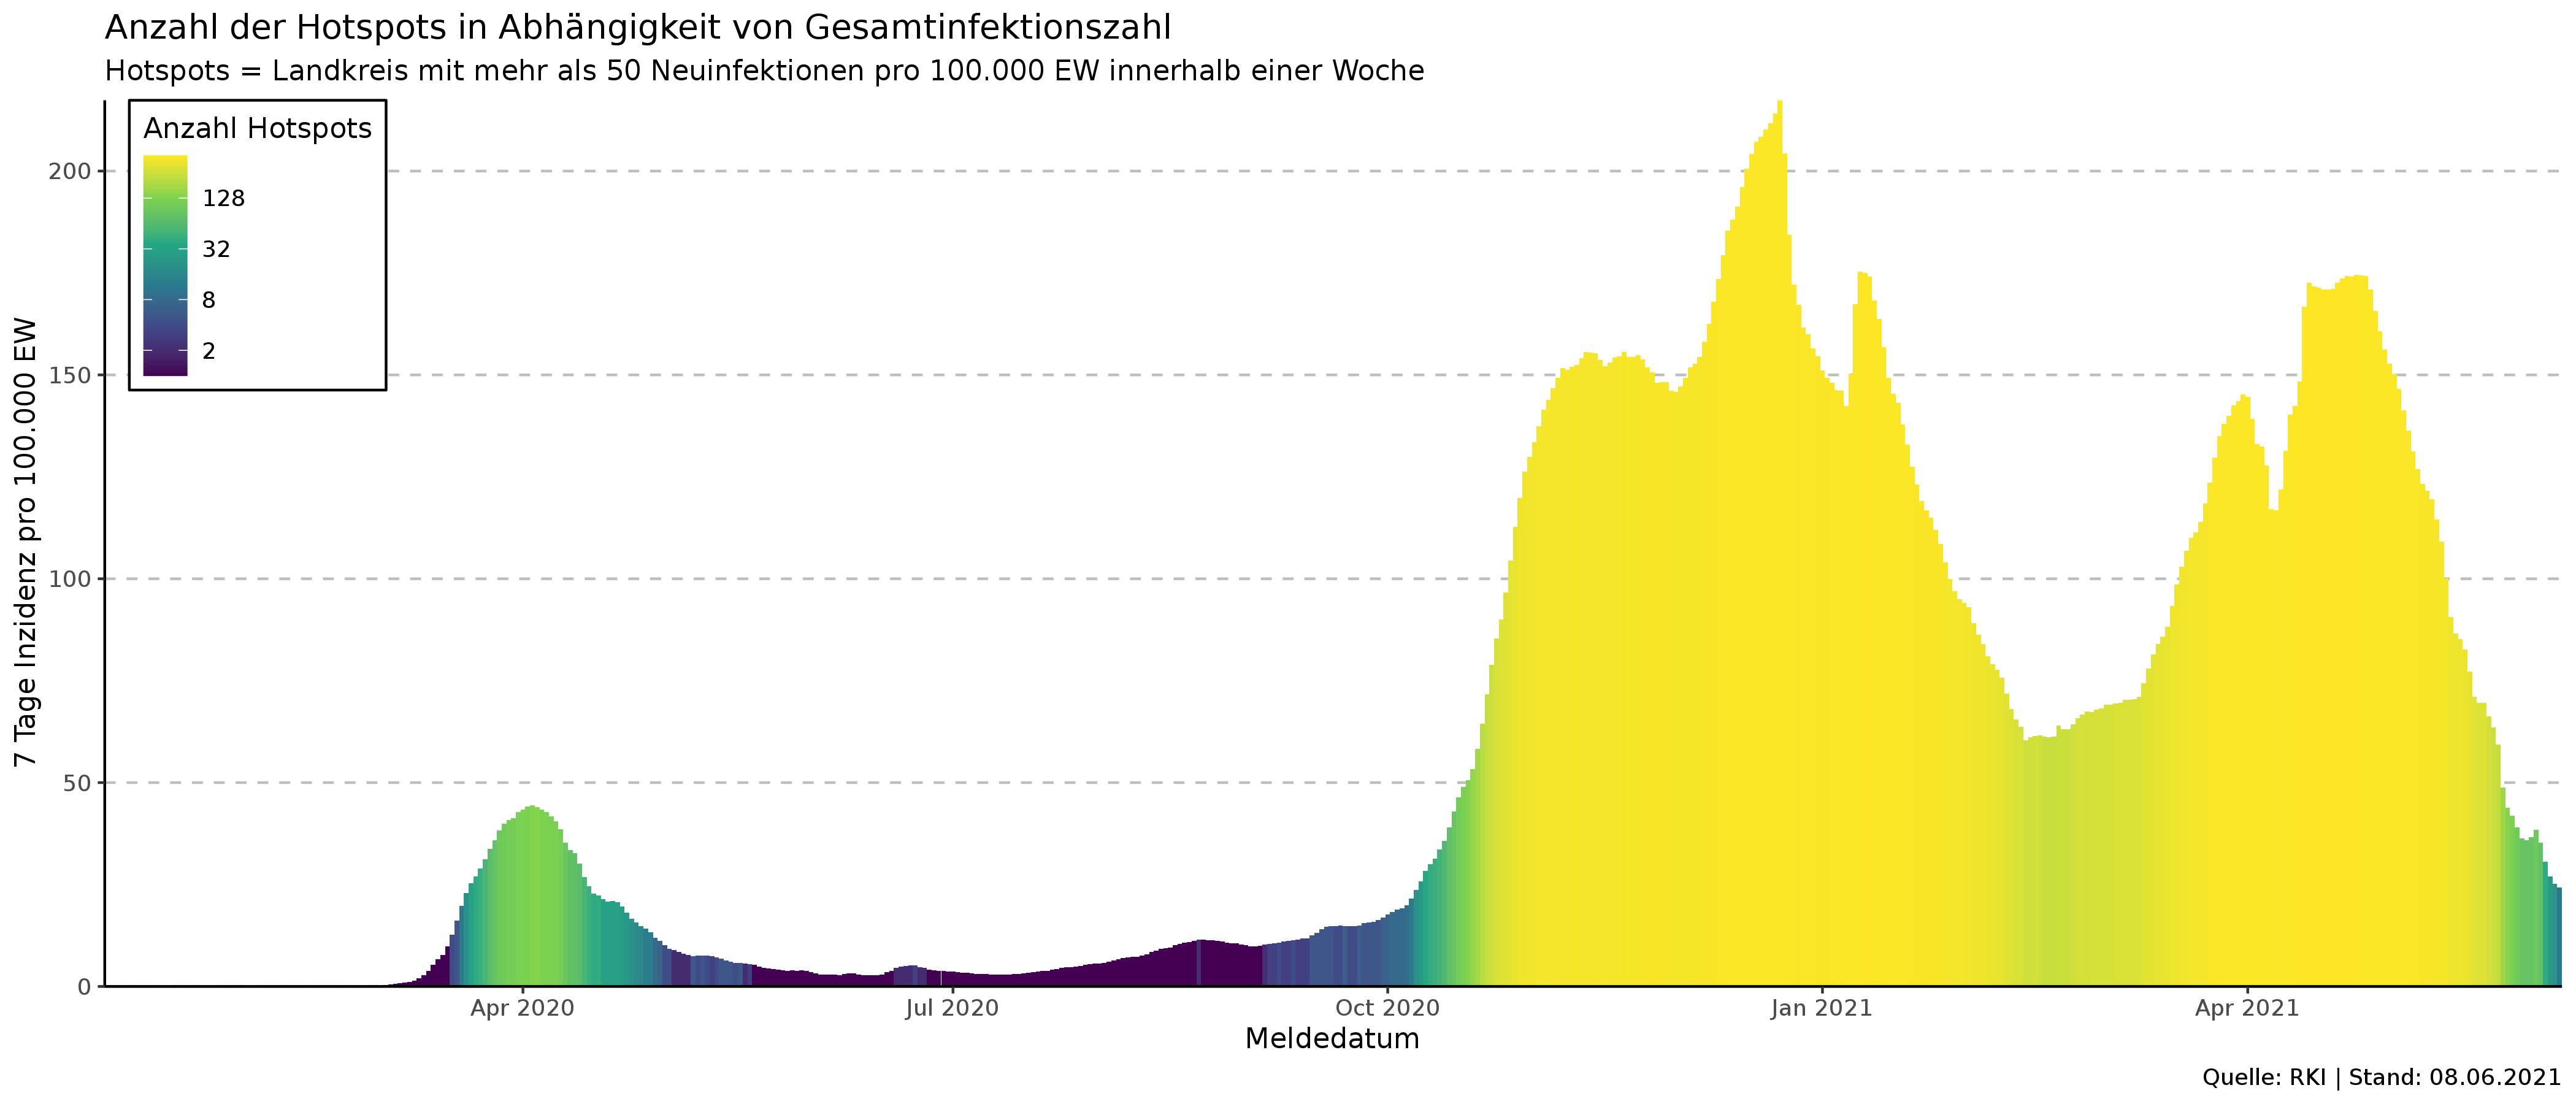 Anzahl der Hotspots in Abhängigkeit von Gesamtinfektionszahl
Hotspots = Landkreis mit mehr als 50 Neuinfektionen pro 100.000 EW innerhalb einer Woche
Anzahl Hotspots
128
32
8
2
7 Tage Inzidenz pro 100.000 EW
200
150
100
50
0
Apr 2020
Jul 2020
Oct 2020
Jan 2021
Apr 2021
Meldedatum
Quelle: RKI | Stand: 08.06.2021